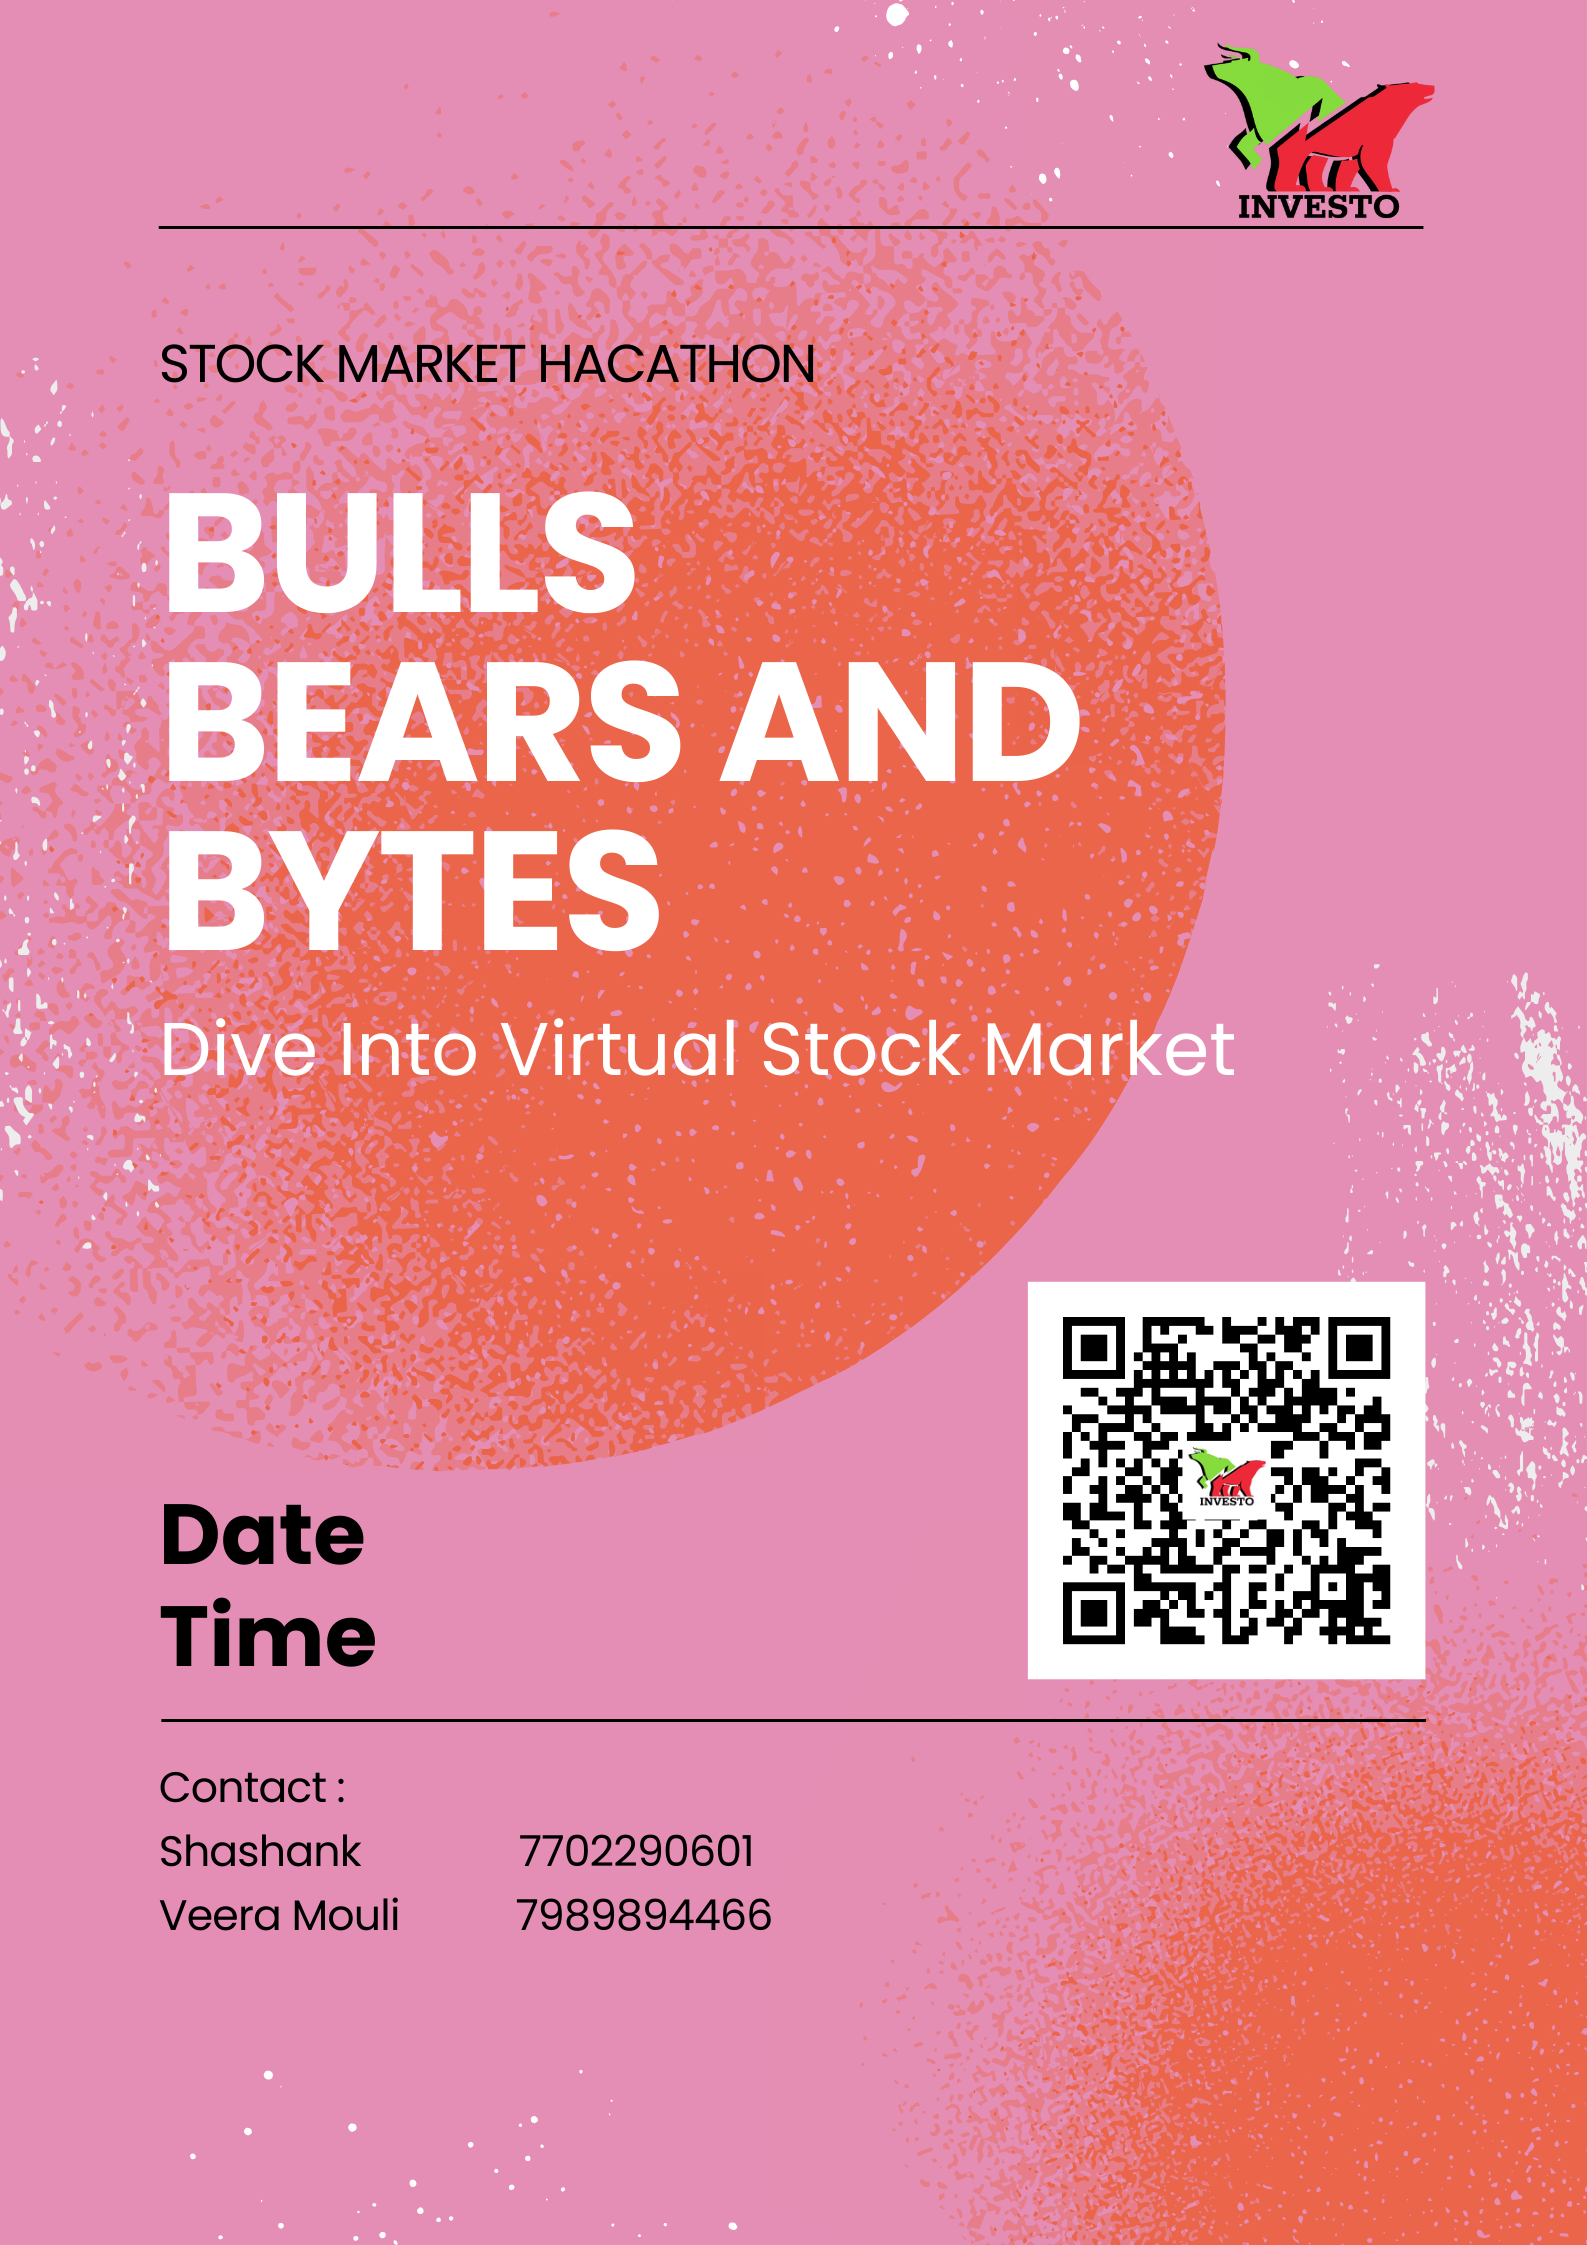 INVESTO
STOCK MARKET HACATHON
BULLS
BEARS AND
BYTES
Dive Into Virtual Stock Market
INVESTO
Date
Time
Contact :
Shashank 7702290601
Veera Mouli 7989894466